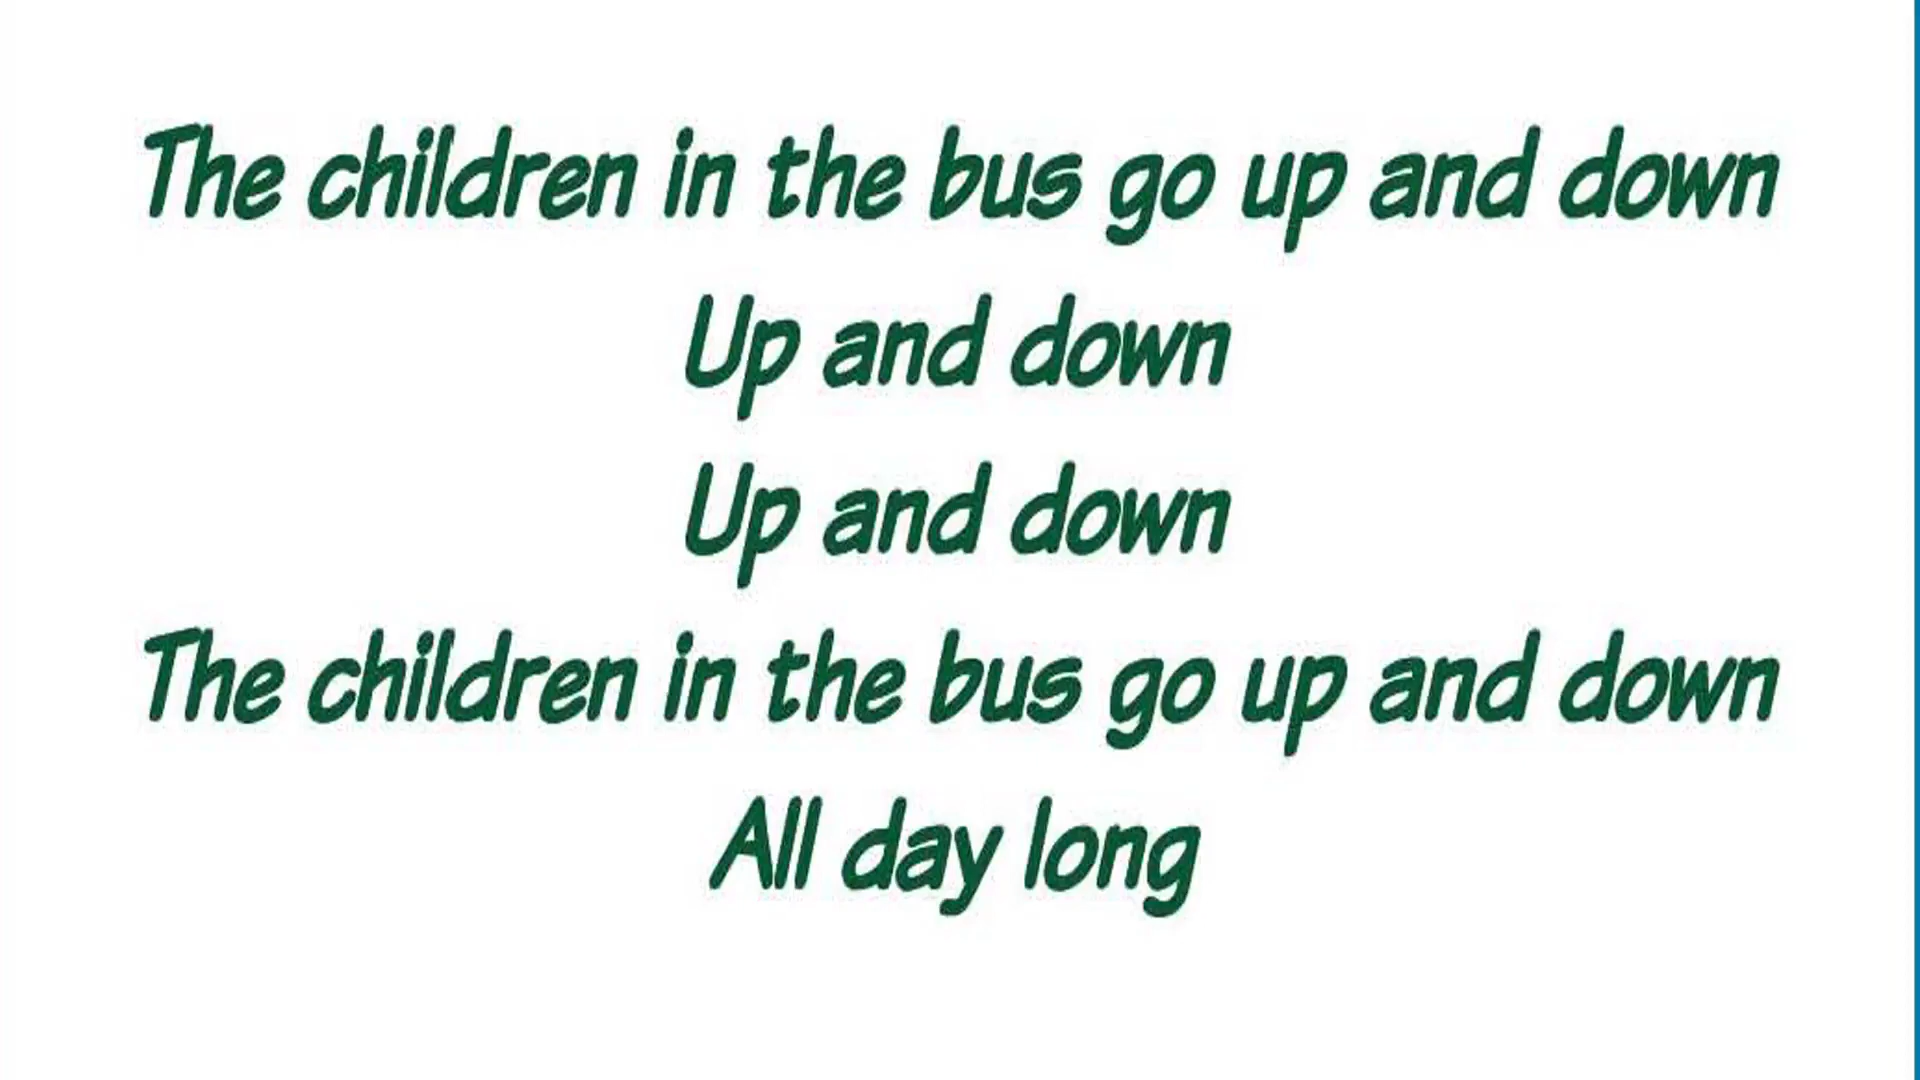 The children in the bus go up and down
Up and down
Up and down
The children in the bus go up and down
All day long